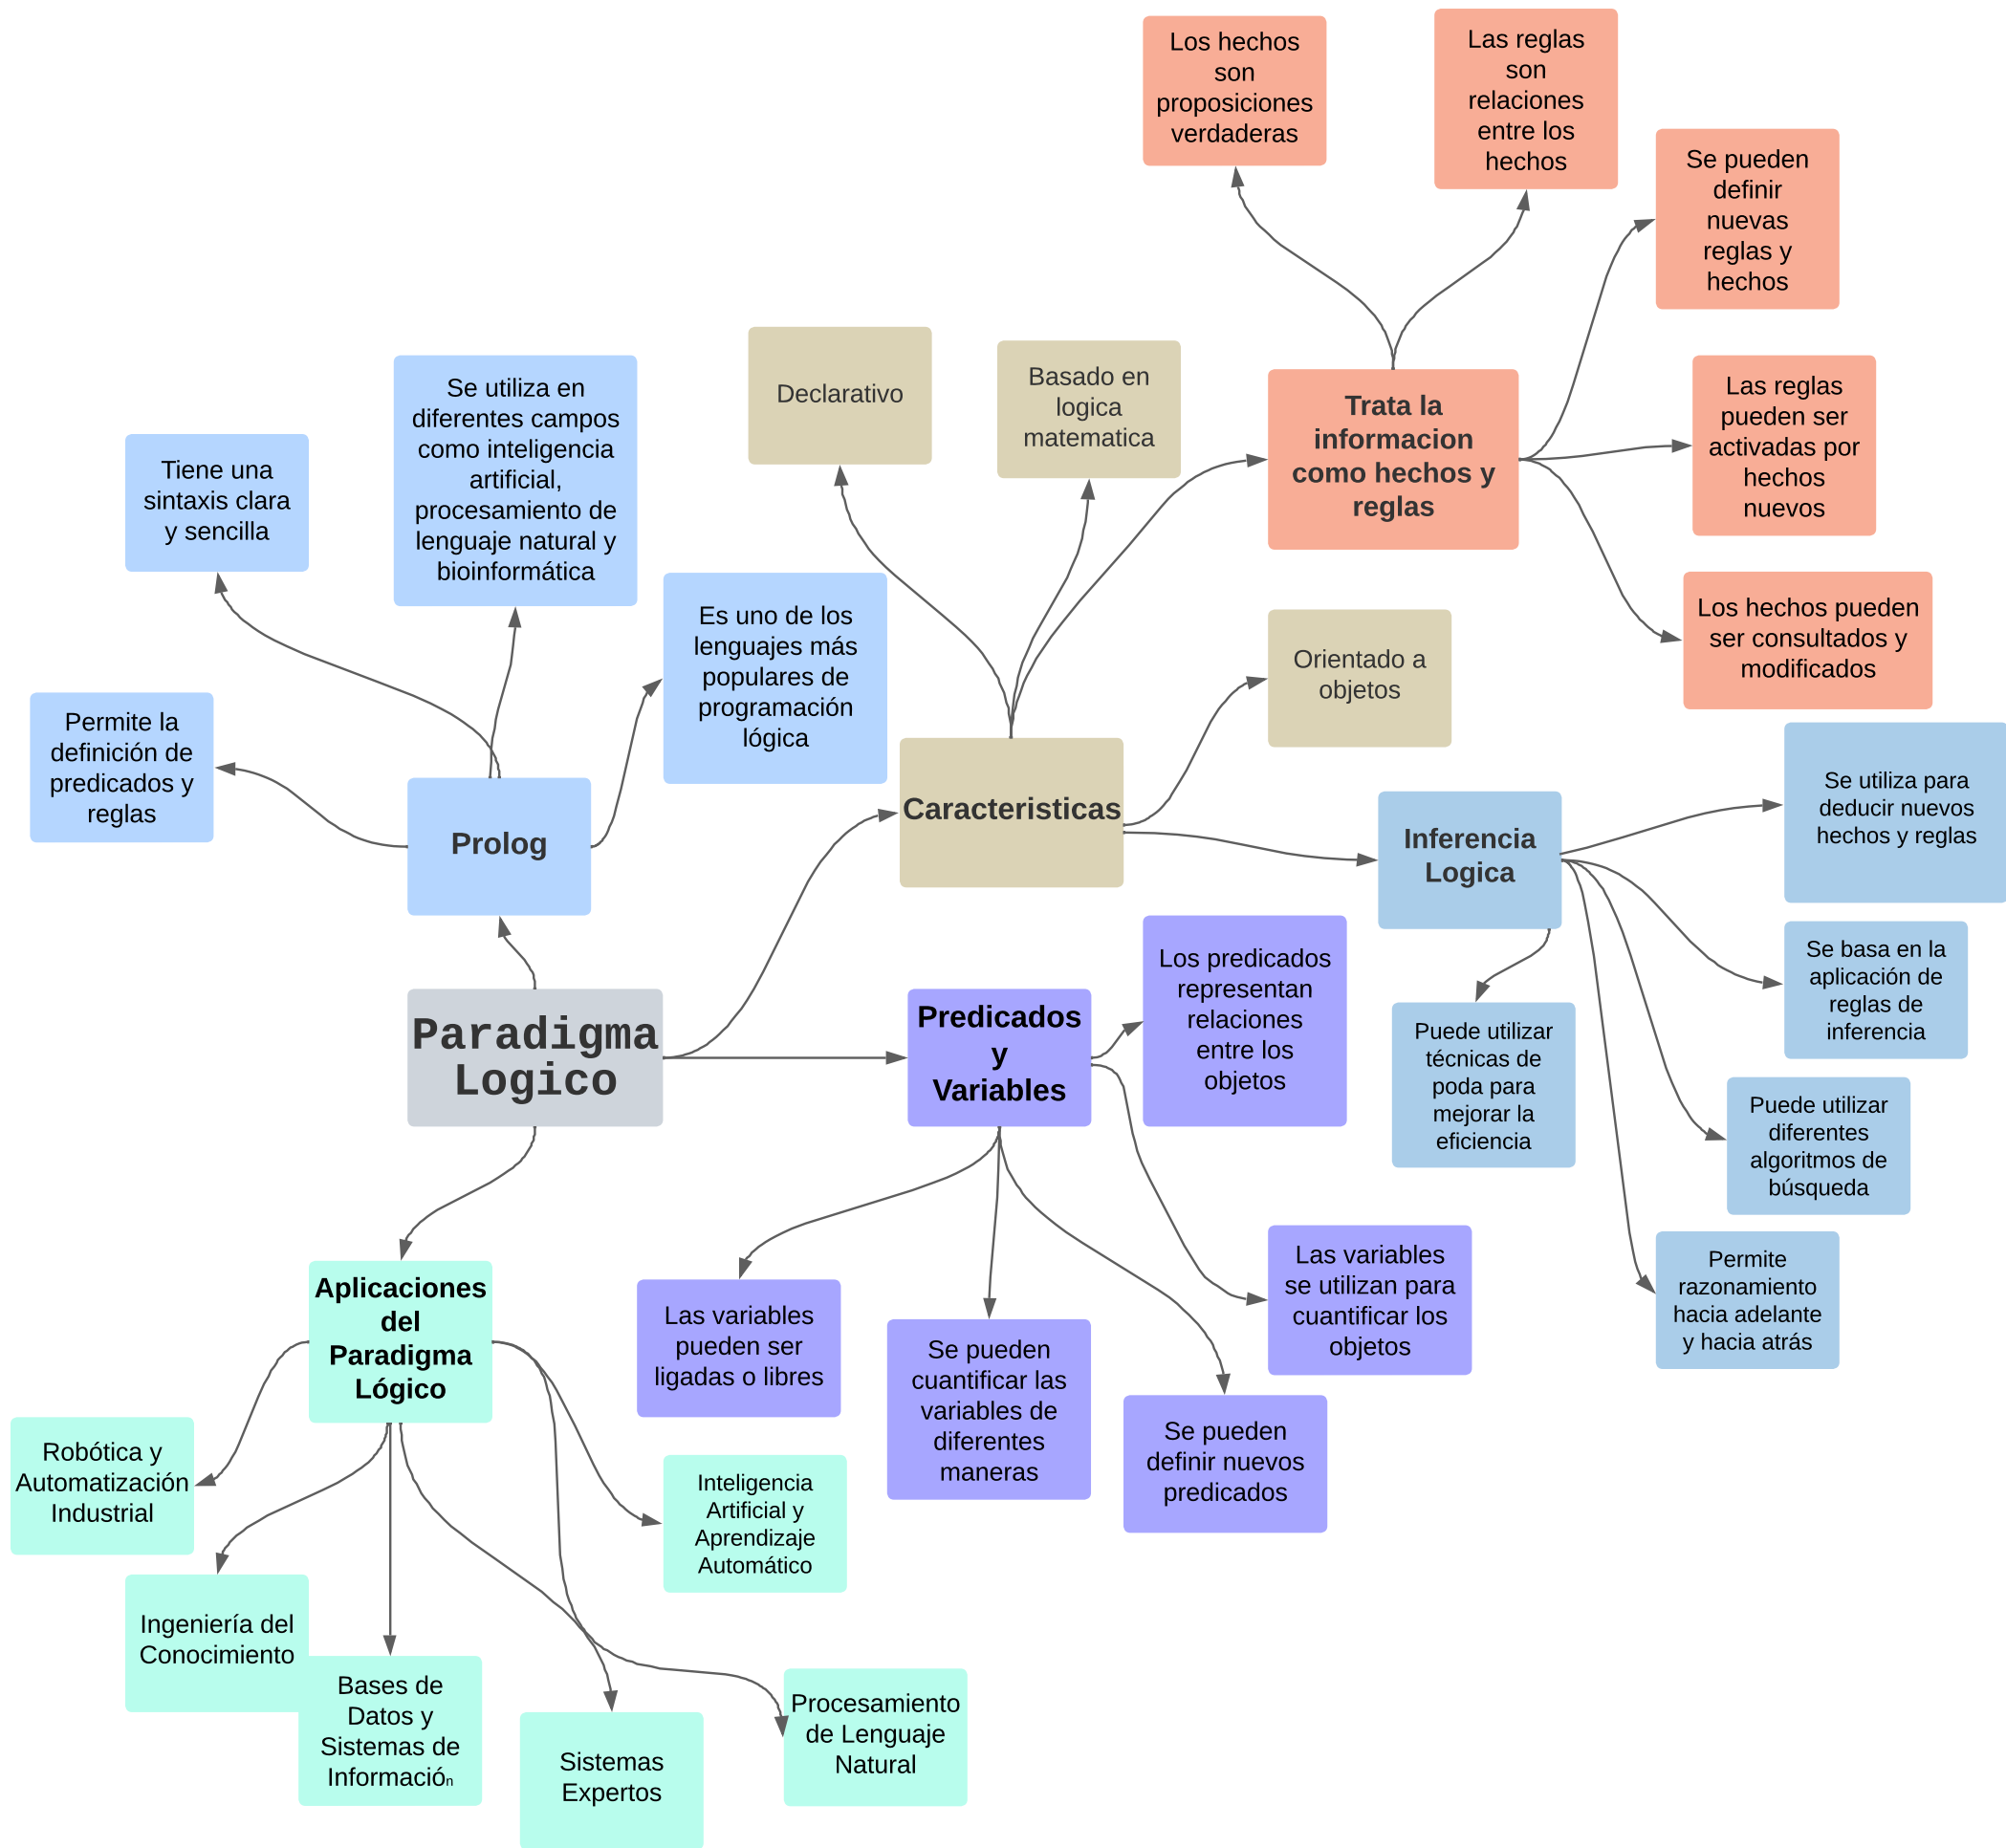 Los hechos
son
proposiciones
verdaderas
Las reglas
son
relaciones
entre los
hechos
Se pueden
definir
nuevas
reglas y
hechos
Trata la
informacion
como hechos y
reglas
Las reglas
pueden ser
activadas por
hechos
nuevos
Los hechos pueden
ser consultados y
modificados
Declarativo
Basado en
logica
matematica
Orientado a
objetos
Caracteristicas
Tiene una
sintaxis clara
y sencilla
Se utiliza en
diferentes campos
como inteligencia
artificial,
procesamiento de
lenguaje natural y
bioinformática
Es uno de los
lenguajes más
populares de
programación
lógica
Permite la
definición de
predicados y
reglas
Prolog
Inferencia
Logica
Se utiliza para
deducir nuevos
hechos y reglas
Se basa en la
aplicación de
reglas de
inferencia
Puede utilizar
técnicas de
poda para
mejorar la
eficiencia
Puede utilizar
diferentes
algoritmos de
búsqueda
Permite
razonamiento
hacia adelante
y hacia atrás
Paradigma
Logico
Predicados
y
Variables
Los predicados
representan
relaciones
entre los
objetos
Las variables
se utilizan para
cuantificar los
objetos
Las variables
pueden ser
ligadas o libres
Se pueden
cuantificar las
variables de
diferentes
maneras
Se pueden
definir nuevos
predicados
Aplicaciones
del
Paradigma
Lógico
Robótica y
Automatización
Industrial
Inteligencia
Artificial y
Aprendizaje
Automático
Ingeniería del
Conocimiento
Bases de
Datos y
Sistemas de
Información
Sistemas
Expertos
Procesamiento
de Lenguaje
Natural